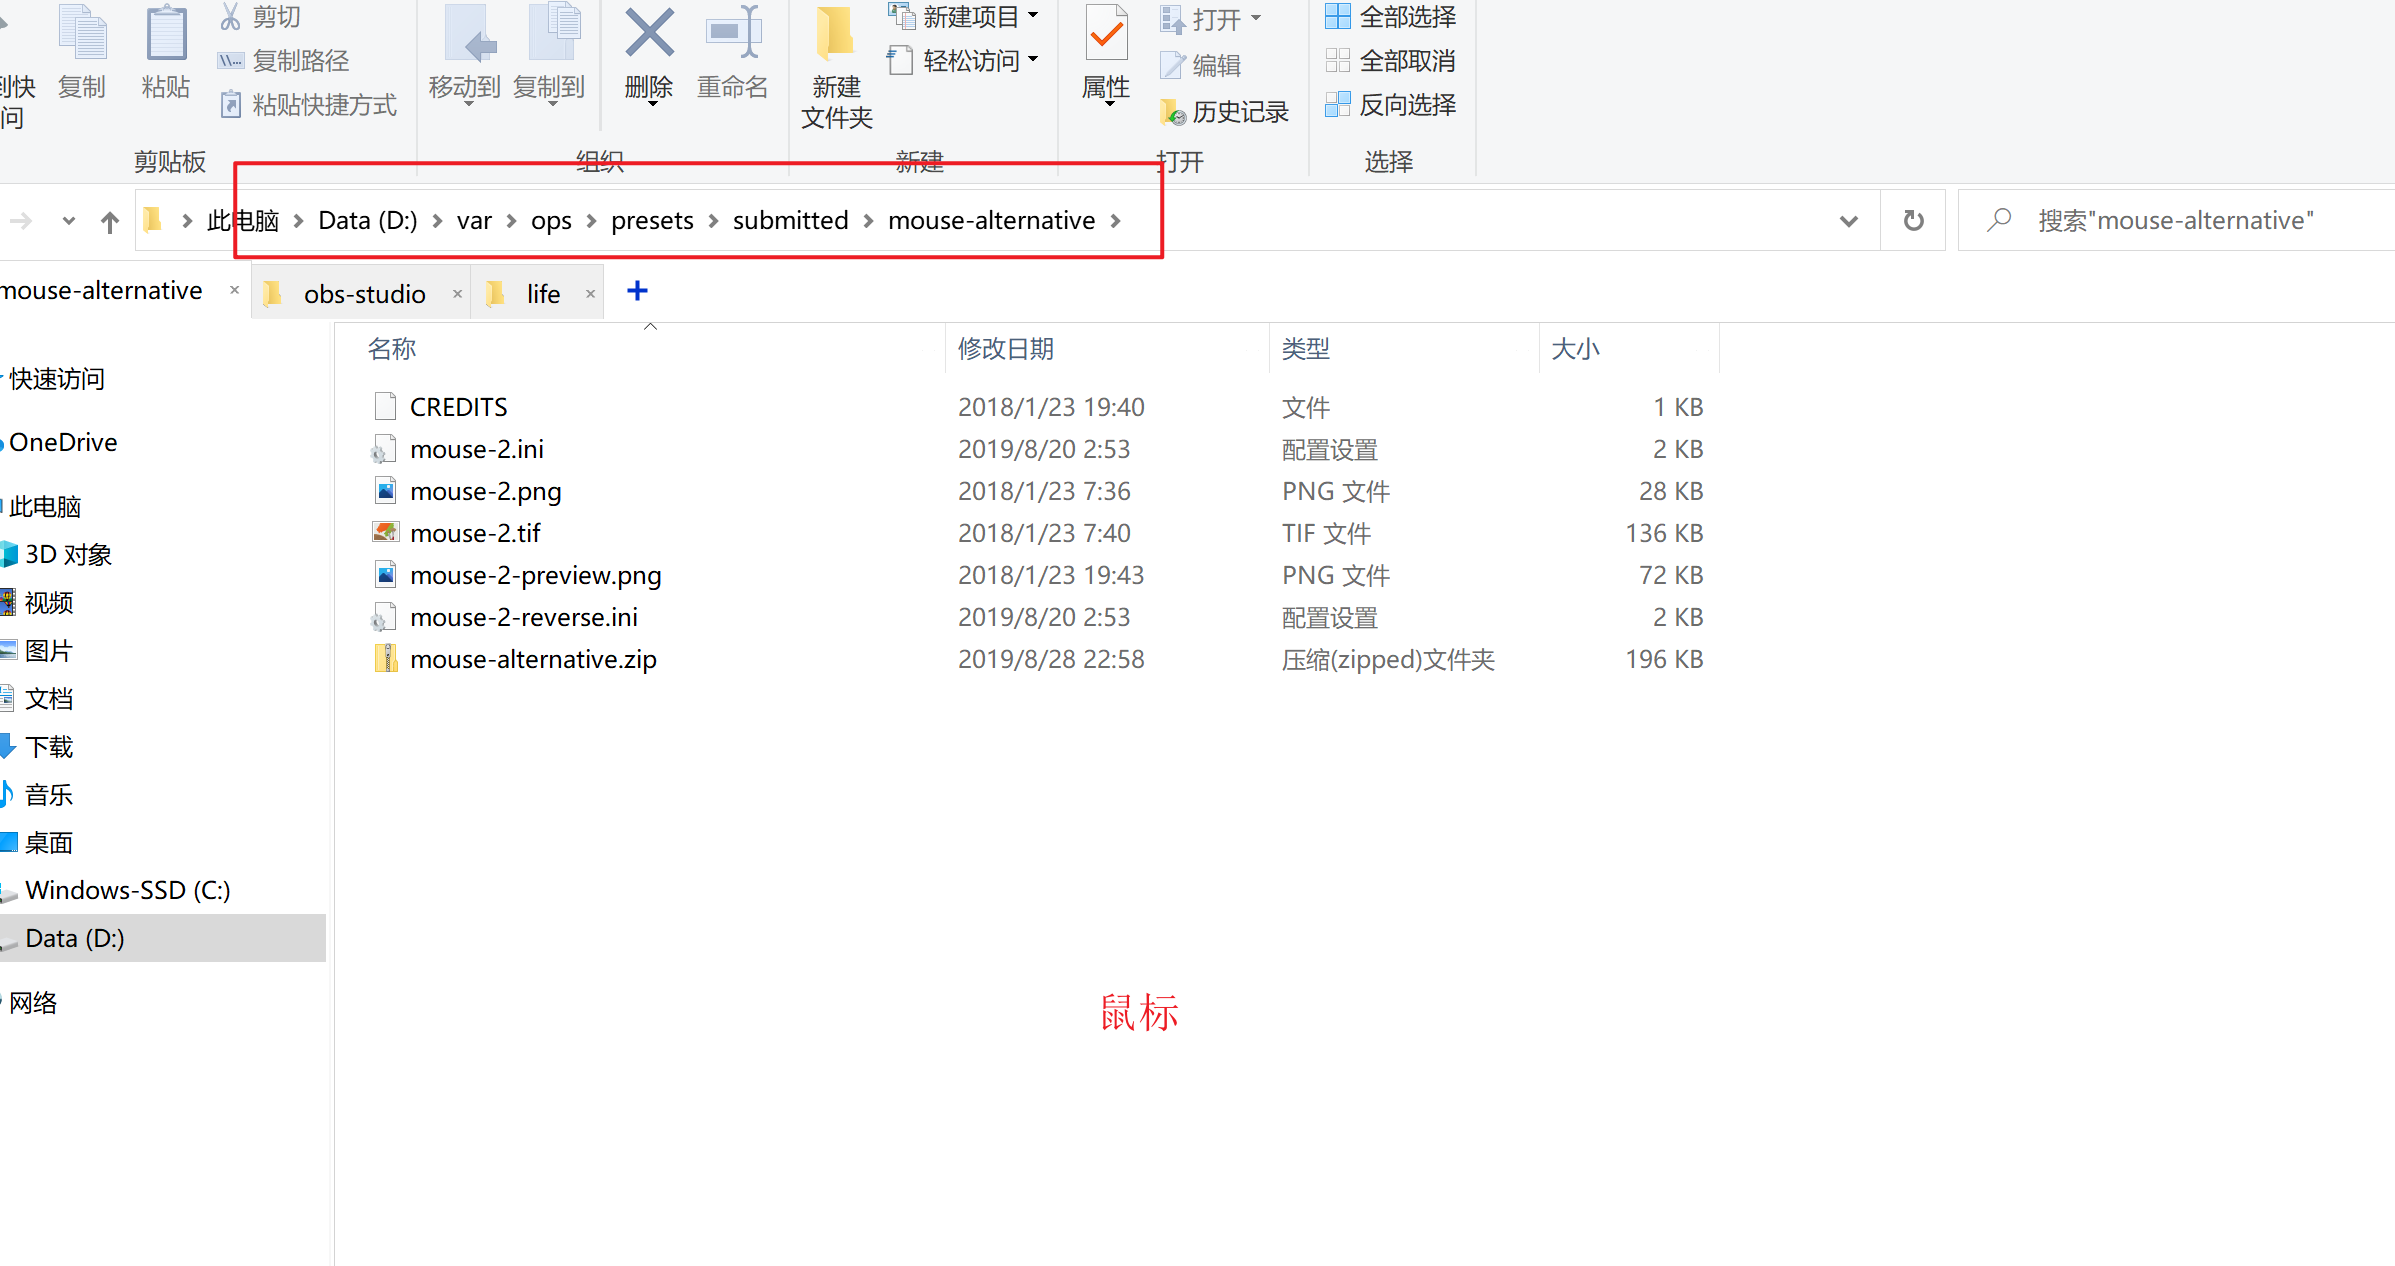 到快
问
复制
粘贴
剪切
复制路径
粘贴快捷方式
剪贴板
移动到
复制到
删除
重命名
组织
新建
文件夹
新建项目
轻松访问
新建
属性
打开
编辑
历史记录
打开
全部选择
全部取消
反向选择
选择
此电脑 > Data (D:) > var > ops > presets > submitted > mouse-alternative >
搜索"mouse-alternative"
mouse-alternative ×
obs-studio ×
life ×
+
快速访问
OneDrive
此电脑
3D 对象
视频
图片
文档
下载
音乐
桌面
Windows-SSD (C:)
Data (D:)
网络
名称 修改日期 类型 大小
CREDITS 2018/1/23 19:40 文件 1 KB
mouse-2.ini 2019/8/20 2:53 配置设置 2 KB
mouse-2.png 2018/1/23 7:36 PNG 文件 28 KB
mouse-2.tif 2018/1/23 7:40 TIF 文件 136 KB
mouse-2-preview.png 2018/1/23 19:43 PNG 文件 72 KB
mouse-2-reverse.ini 2019/8/20 2:53 配置设置 2 KB
mouse-alternative.zip 2019/8/28 22:58 压缩(zipped)文件夹 196 KB
鼠标